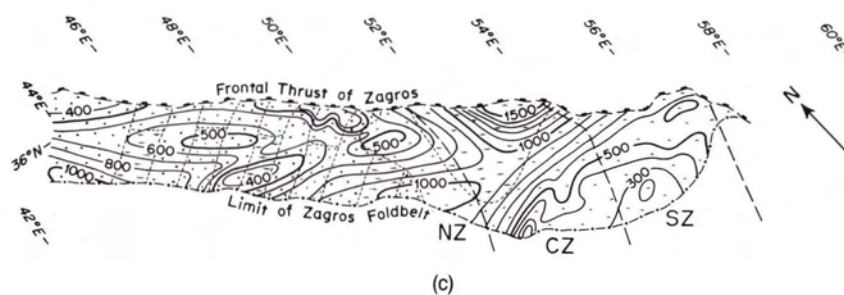 46°E 48°E 50°E 52°E 54°E 56°E 58°E 60°E
44°E
Frontal Thrust of Zagros
N
400
1500
500
500
1000
600
500
36°N
800
300
1000
400
1000
42°E
Limit of Zagros Foldbelt
NZ CZ SZ
(c)